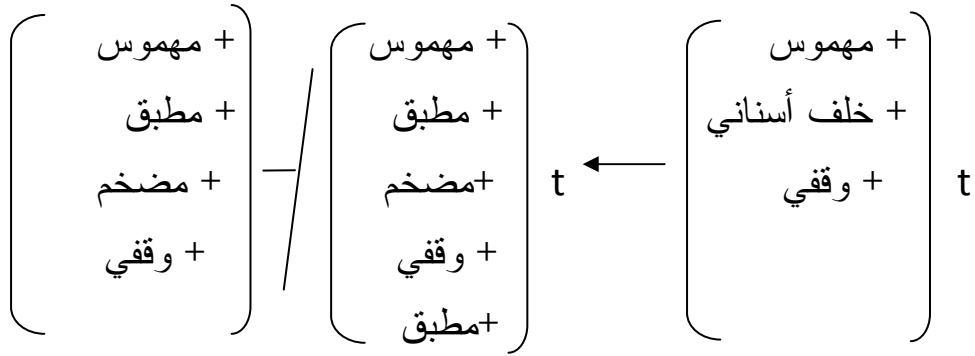 t
+ مهموس
+ خلف أسناني
+ وقفي
t
+ مهموس
+ مطبق
+مضخم
+ وقفي
+مطبق
+ مهموس
+ مطبق
+ مضخم
+ وقفي